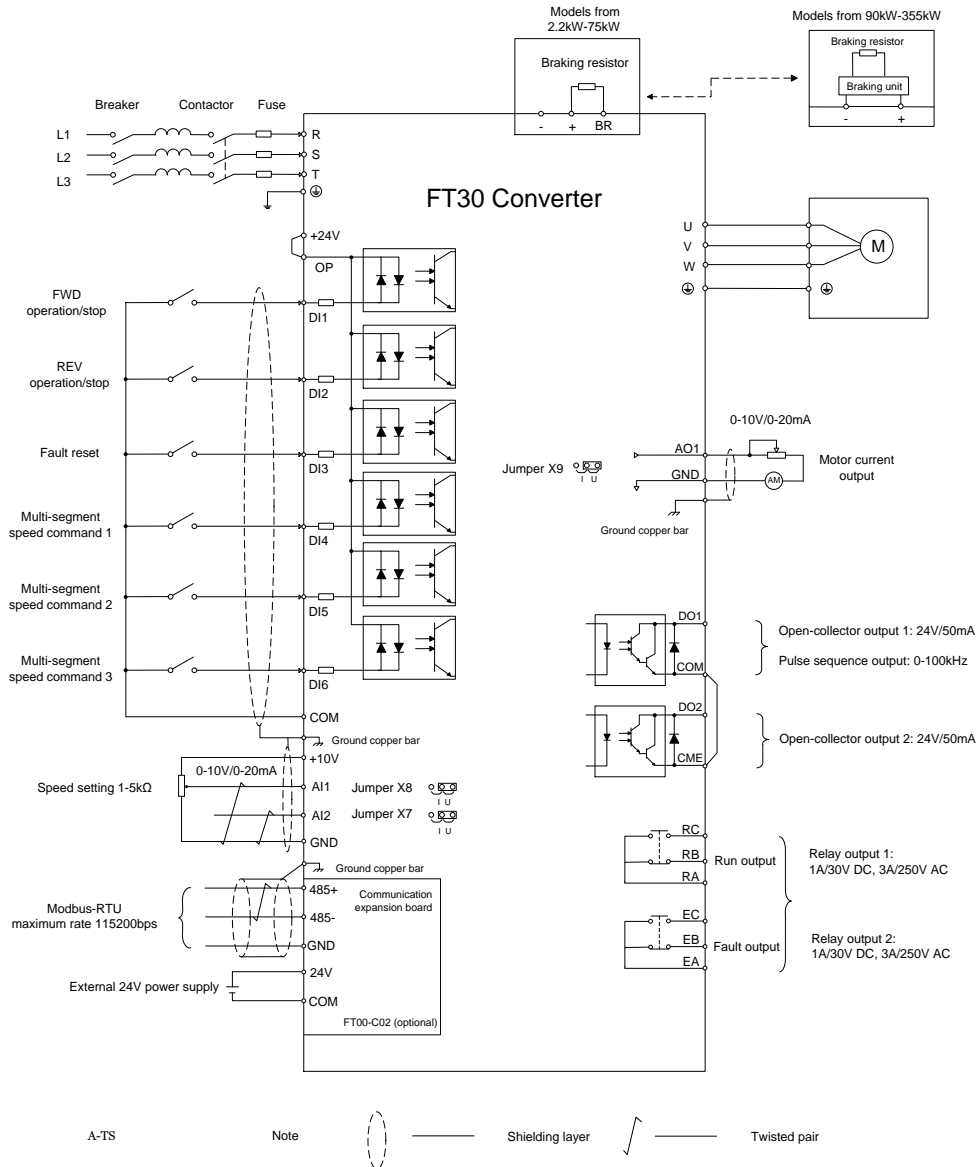 Models from
2.2kW-75kW
Braking resistor
- + BR
Models from 90kW-355kW
Braking resistor
Braking unit
- +
Breaker Contactor Fuse
L1
L2
L3
R
S
T
FT30 Converter
U
V
W
M
+24V
OP
FWD
operation/stop
DI1
REV
operation/stop
DI2
Fault reset
DI3
Multi-segment
speed command 1
DI4
Multi-segment
speed command 2
DI5
Multi-segment
speed command 3
DI6
COM
Ground copper bar
+10V
0-10V/0-20mA
Speed setting 1-5kΩ
AI1 Jumper X8
I U
AI2 Jumper X7
I U
GND
Ground copper bar
Modbus-RTU
maximum rate 115200bps
485+
485-
GND
Communication
expansion board
24V
External 24V power supply
COM
FT00-C02 (optional)
0-10V/0-20mA
Jumper X9
I U
AO1
GND
AM
Motor current
output
Ground copper bar
DO1
COM
Open-collector output 1: 24V/50mA
Pulse sequence output: 0-100kHz
DO2
CME
Open-collector output 2: 24V/50mA
RC
RB
RA
Run output
Relay output 1:
1A/30V DC, 3A/250V AC
EC
EB
EA
Fault output
Relay output 2:
1A/30V DC, 3A/250V AC
A-TS Note Shielding layer Twisted pair